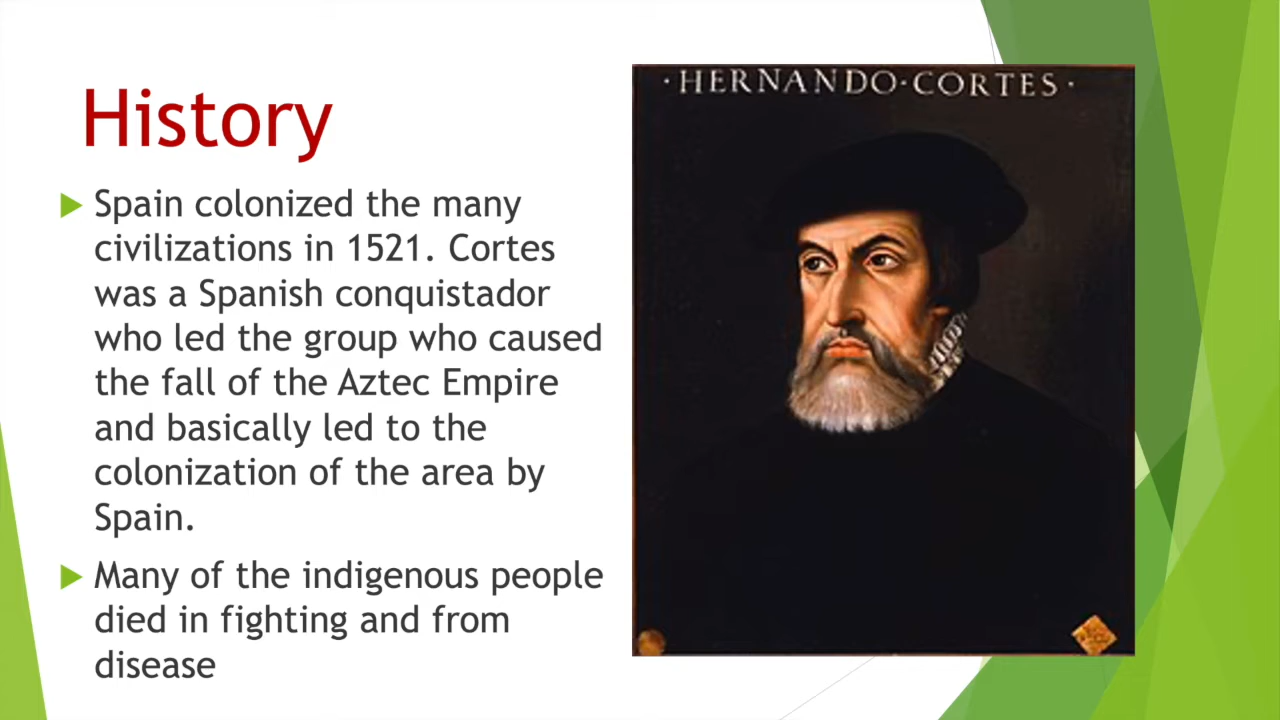 History
· HERNANDO · CORTES ·
Spain colonized the many
civilizations in 1521. Cortes
was a Spanish conquistador
who led the group who caused
the fall of the Aztec Empire
and basically led to the
colonization of the area by
Spain.
Many of the indigenous people
died in fighting and from
disease